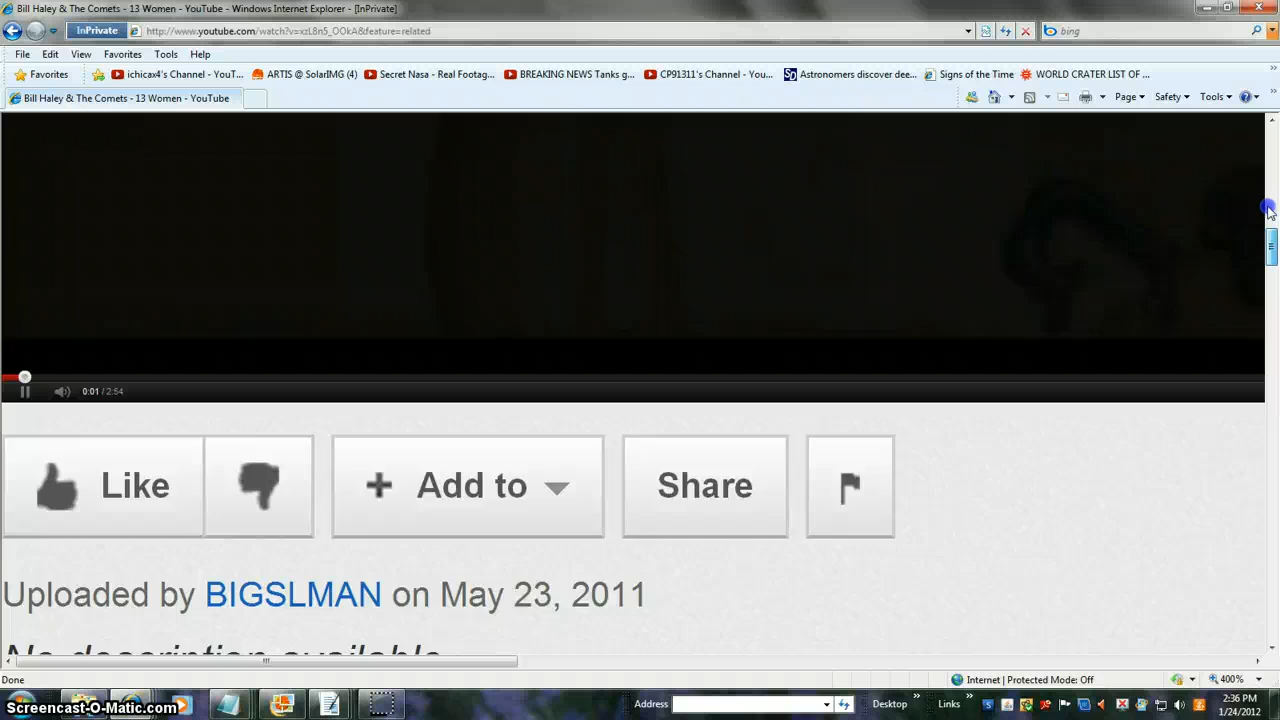 Bill Haley & The Comets - 13 Women - YouTube - Windows Internet Explorer - [InPrivate]
InPrivate http://www.youtube.com/watch?v=xzL8n5_OOkA&feature=related bing
File Edit View Favorites Tools Help
Favorites ichicax4's Channel - YouT... ARTIS @ SolarIMG (4) Secret Nasa - Real Footag... BREAKING NEWS Tanks g... CP91311's Channel - You... Astronomers discover dee... Signs of the Time WORLD CRATER LIST OF ...
Bill Haley & The Comets - 13 Women - YouTube Page Safety Tools
0:01 / 2:54
Like Add to Share
Uploaded by BIGSLMAN on May 23, 2011
No description available
Done Internet | Protected Mode: Off 400%
Screencast-O-Matic.com Address Desktop Links 2:36 PM
1/24/2012